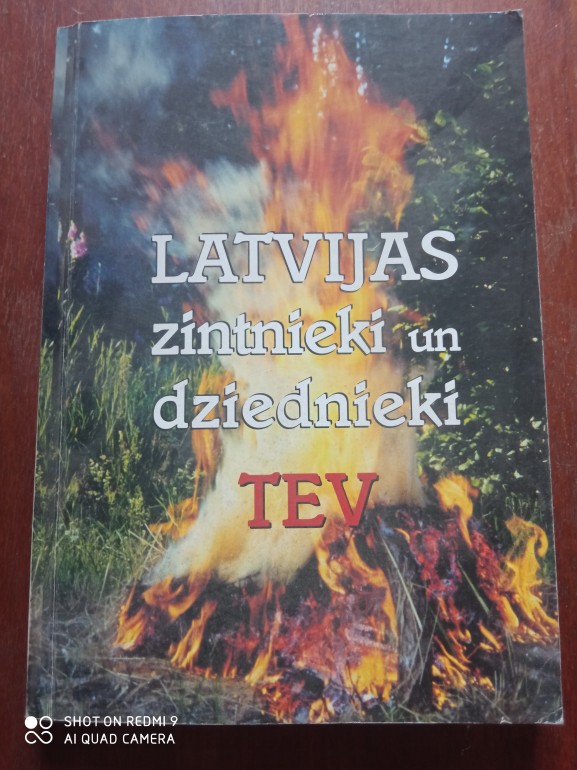 LATVIJAS
zintnieki un
dziednieki
TEV
SHOT ON REDMI 9
AI QUAD CAMERA